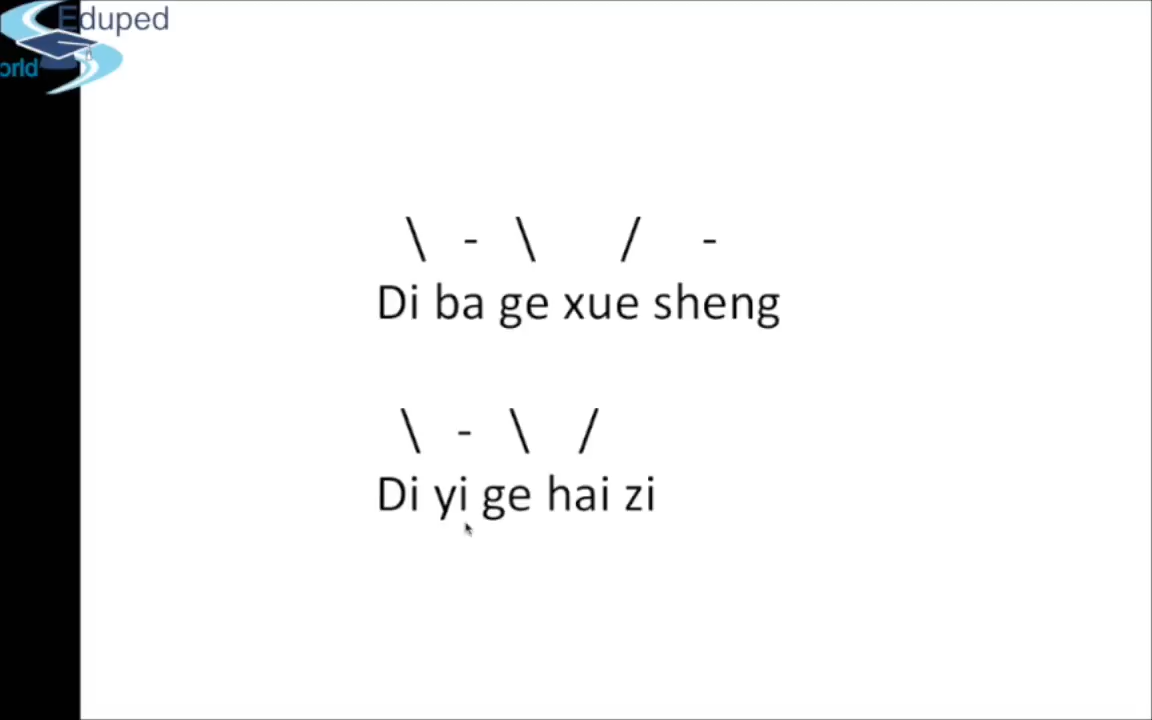 Eduped
orld
\ - \ / -
Di ba ge xue sheng
\ - \ /
Di yi ge hai zi